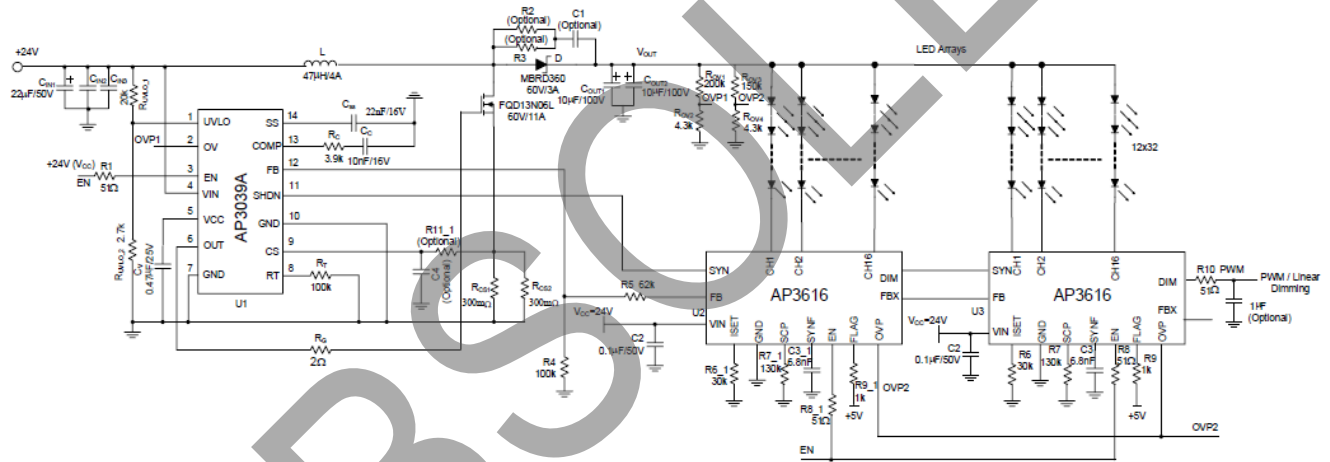 R2
(Optional)
C1
(Optional)
(Optional)
R3
+24V
L
47µH/4A
D
MBRD360
60V/3A
VOUT
LED Arrays
CIN1
22µF/50V
CIN2
CIN3
RUVLO_1
20k
FQD13N06L
60V/11A
COUT1
10µF/100V
COUT2
10µF/100V
ROV1
200k
OVP1
ROV2
4.3k
ROV3
150k
OVP2
ROV4
4.3k
12x32
CSS
22nF/16V
RC
3.9k
CC
10nF/16V
OVP1
+24V (VCC)
EN
R1
51Ω
1
2
3
4
5
6
7
UVLO
OV
EN
VIN
VCC
OUT
GND
AP3039A
SS
COMP
FB
SHDN
GND
CS
RT
14
13
12
11
10
9
8
U1
RUVLO_2 2.7k
CV
0.47µF/25V
RT
100k
R11_1
(Optional)
C4
(Optional)
RCS1
300mΩ
RCS2
300mΩ
RG
2Ω
R4
100k
R5 62k
VCC=24V
C2
0.1µF/50V
U2
SYN
FB
VIN
CH1
CH2
CH16
DIM
FBX
AP3616
ISET
GND
SCP
SYNF
EN
FLAG
OVP
R6_1
30k
R7_1
130k
C3_1
6.8nF
R8_1
51Ω
R9_1
1k
+5V
OVP2
VCC=24V
C2
0.1µF/50V
U3
SYN
FB
VIN
CH1
CH2
CH16
DIM
FBX
AP3616
ISET
GND
SCP
SYNF
EN
FLAG
OVP
R6
30k
R7
130k
C3
6.8nF
R8
51Ω
R9
1k
+5V
R10
51Ω
PWM
PWM / Linear
Dimming
(Optional)
OVP2
EN